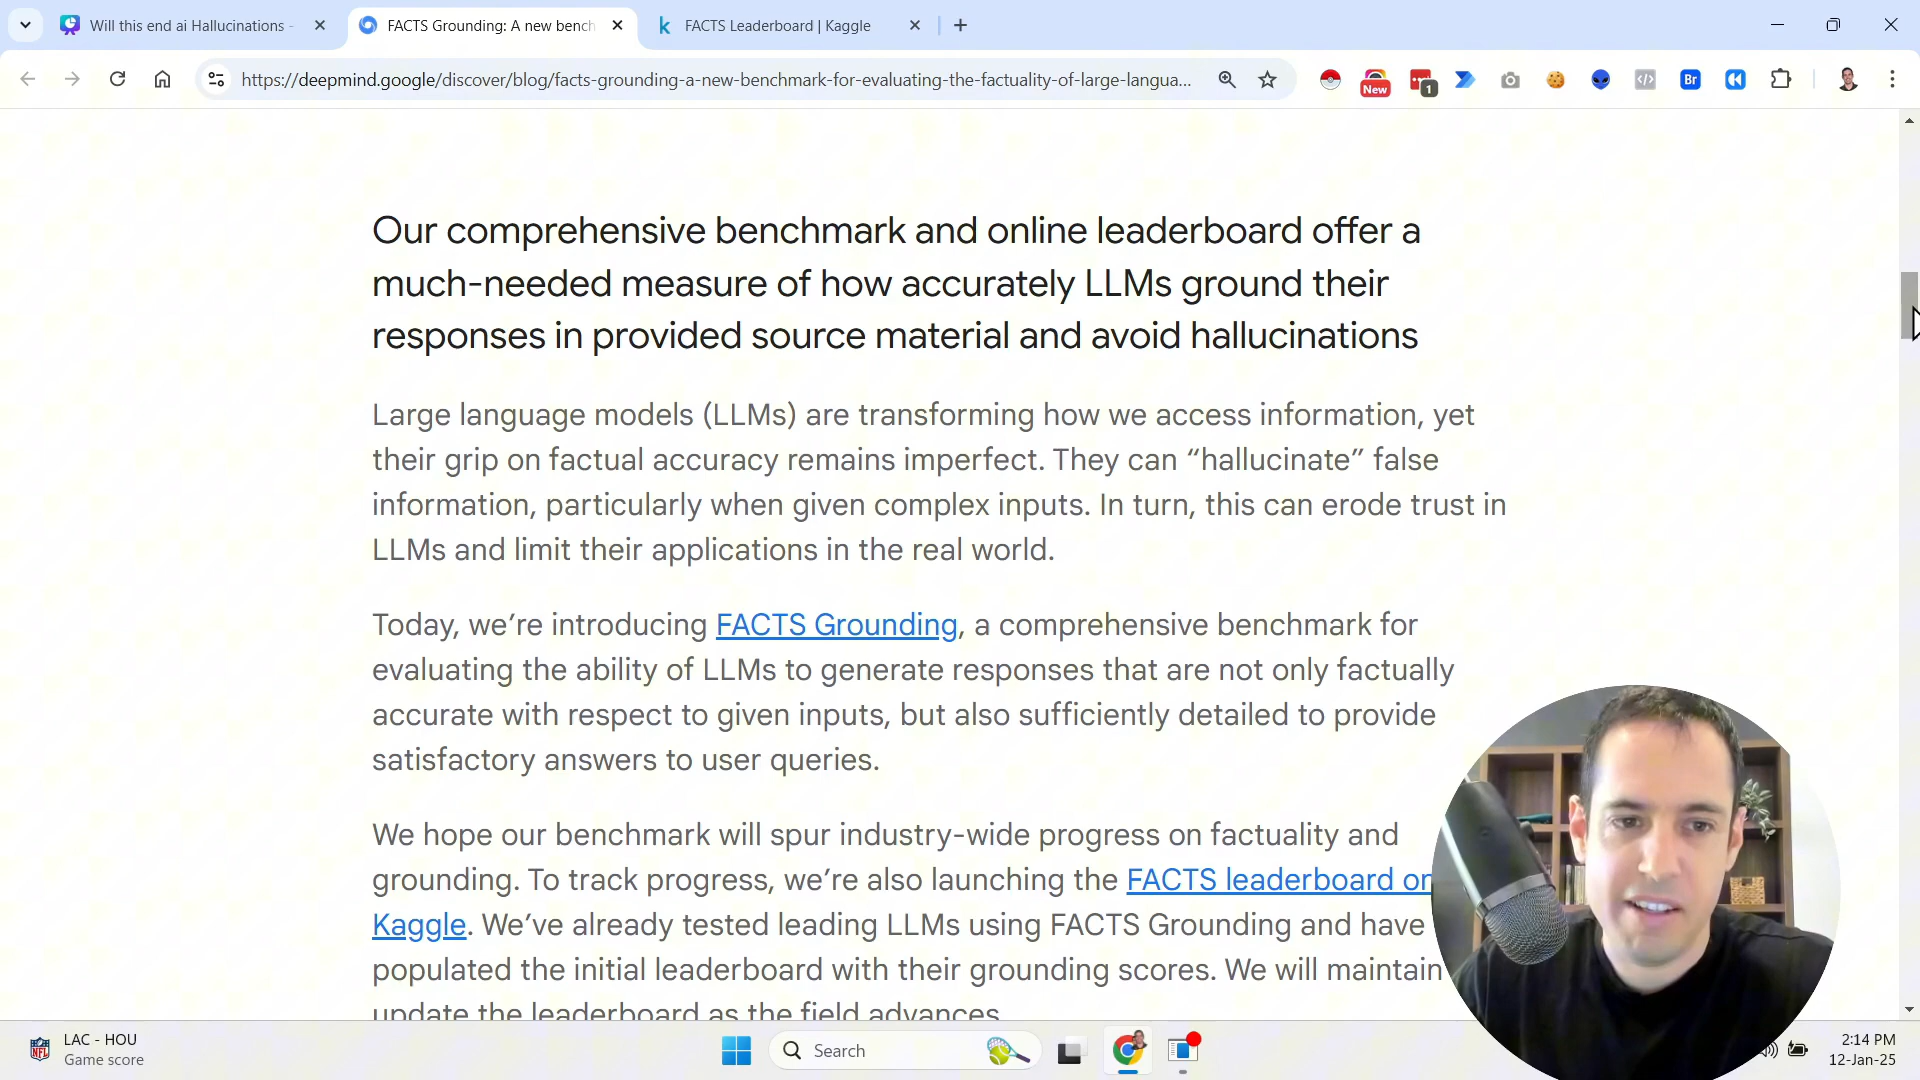 Will this end ai Hallucinations -
FACTS Grounding: A new bench
FACTS Leaderboard | Kaggle
https://deepmind.google/discover/blog/facts-grounding-a-new-benchmark-for-evaluating-the-factuality-of-large-langua...
New
1
Br
Our comprehensive benchmark and online leaderboard offer a
much-needed measure of how accurately LLMs ground their
responses in provided source material and avoid hallucinations
Large language models (LLMs) are transforming how we access information, yet
their grip on factual accuracy remains imperfect. They can “hallucinate” false
information, particularly when given complex inputs. In turn, this can erode trust in
LLMs and limit their applications in the real world.
Today, we’re introducing FACTS Grounding, a comprehensive benchmark for
evaluating the ability of LLMs to generate responses that are not only factually
accurate with respect to given inputs, but also sufficiently detailed to provide
satisfactory answers to user queries.
We hope our benchmark will spur industry-wide progress on factuality and
grounding. To track progress, we’re also launching the FACTS leaderboard on
Kaggle. We’ve already tested leading LLMs using FACTS Grounding and have
populated the initial leaderboard with their grounding scores. We will maintain
update the leaderboard as the field advances.
NFL
LAC - HOU
Game score
Search
2:14 PM
12-Jan-25